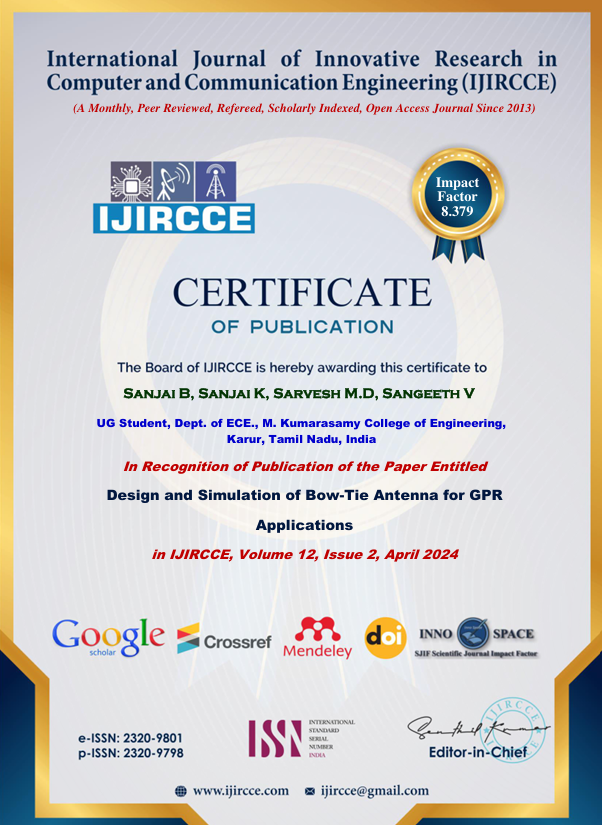 International Journal of Innovative Research in
Computer and Communication Engineering (IJIRCCE)
(A Monthly, Peer Reviewed, Refereed, Scholarly Indexed, Open Access Journal Since 2013)
IJIRCCE
Impact
Factor
8.379
CERTIFICATE
OF PUBLICATION
The Board of IJIRCCE is hereby awarding this certificate to
SANJAI B, SANJAI K, SARVESH M.D, SANGEETH V
UG Student, Dept. of ECE., M. Kumarasamy College of Engineering,
Karur, Tamil Nadu, India
In Recognition of Publication of the Paper Entitled
Design and Simulation of Bow-Tie Antenna for GPR
Applications
in IJIRCCE, Volume 12, Issue 2, April 2024
Google
scholar
Crossref
MENDELEY
doi
INNO SPACE
SJIF Scientific Journal Impact Factor
e-ISSN: 2320-9801
p-ISSN: 2320-9798
ISSN
INTERNATIONAL
STANDARD
SERIAL
NUMBER
INDIA
Senthil Kumar
IJIRCCE
Editor-in-Chief
www.ijircce.com ijircce@gmail.com